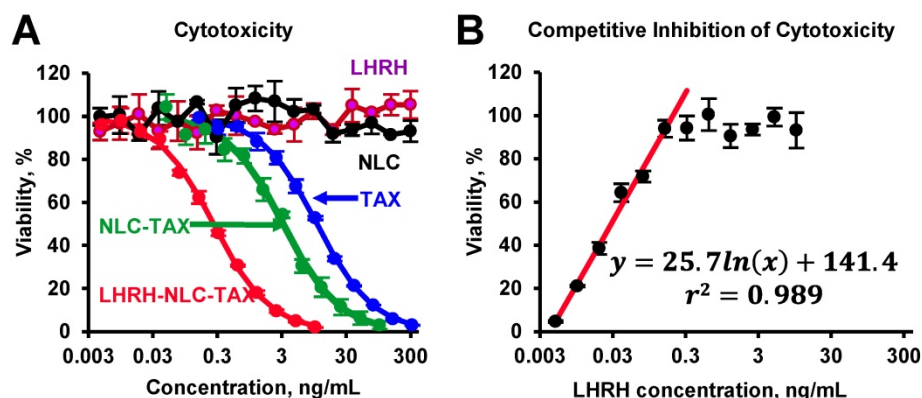 A
Cytotoxicity
120
100
80
60
40
20
0
Viability, %
LHRH
NLC
TAX
NLC-TAX
LHRH-NLC-TAX
0.003 0.03 0.3 3 30 300
Concentration, ng/mL
B
Competitive Inhibition of Cytotoxicity
120
100
80
60
40
20
0
Viability, %
y = 25.7ln(x) + 141.4
r² = 0.989
0.003 0.03 0.3 3 30 300
LHRH concentration, ng/mL